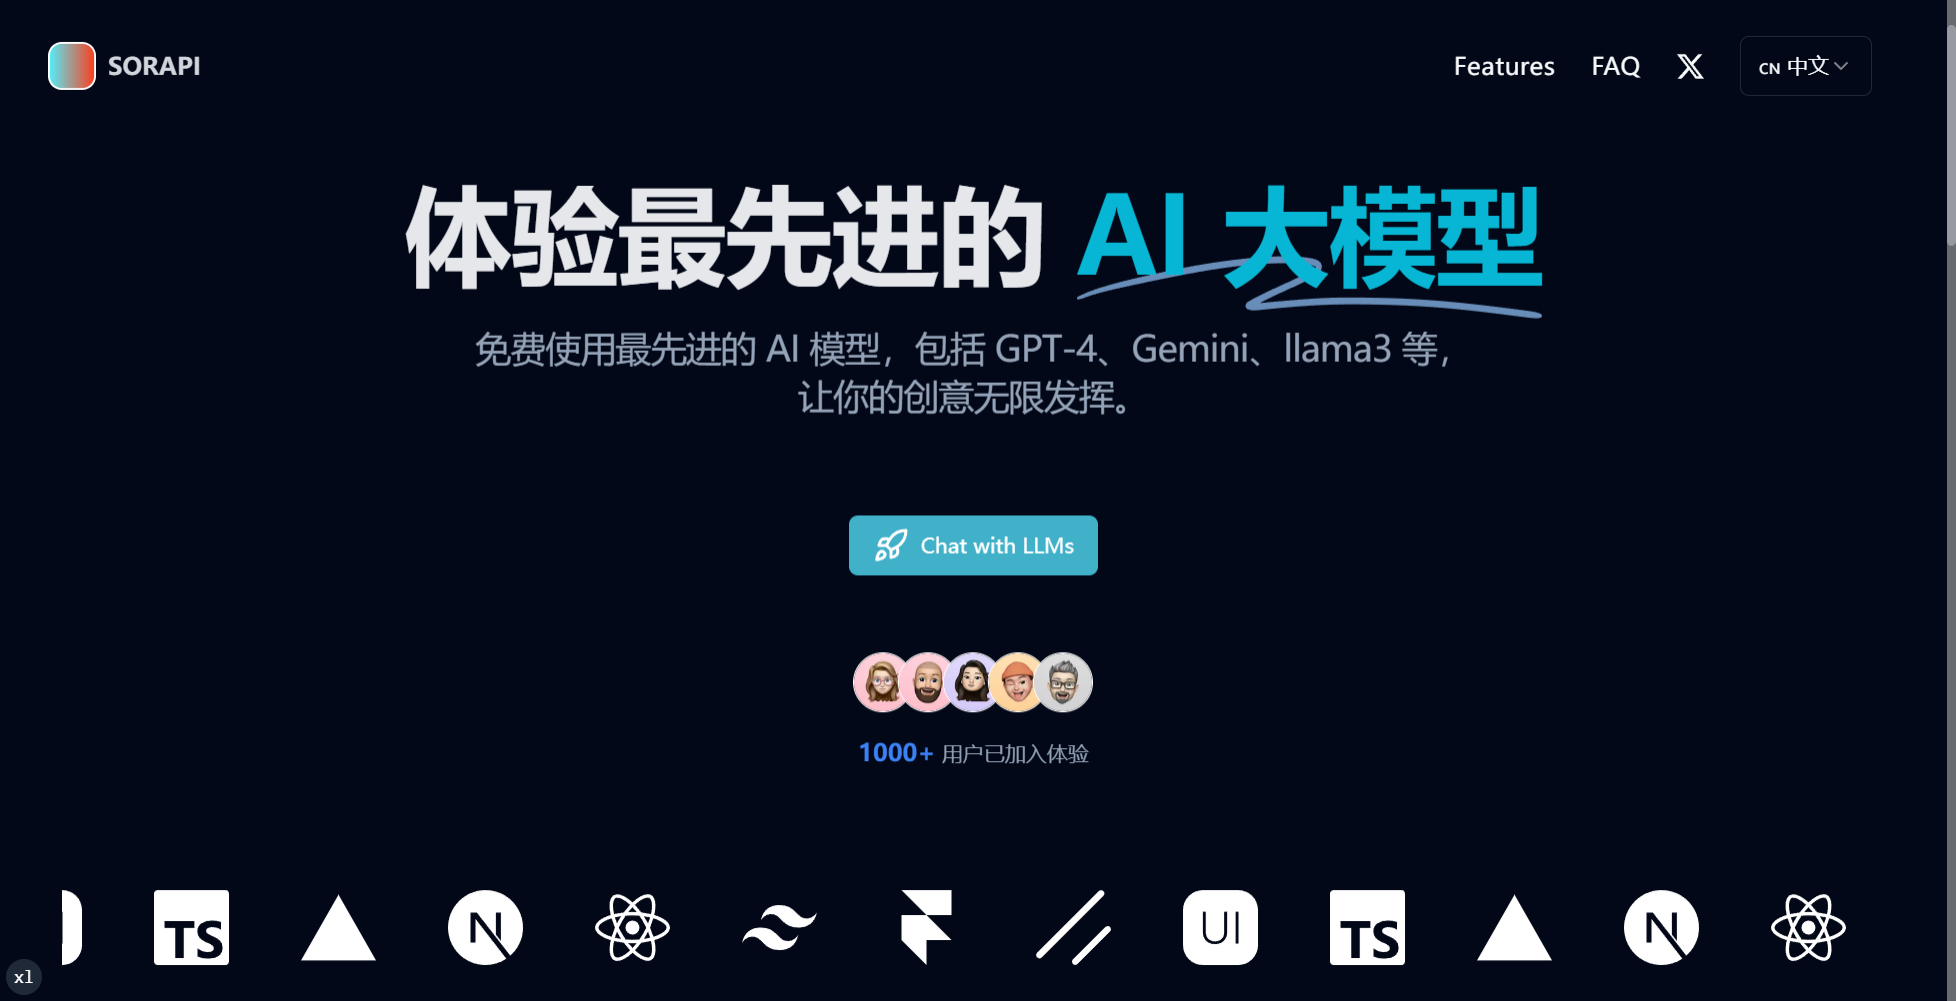 SORAPI
Features FAQ X CN 中文
体验最先进的 AI 大模型
免费使用最先进的 AI 模型，包括 GPT-4、Gemini、llama3 等，
让你的创意无限发挥。
Chat with LLMs
1000+ 用户已加入体验
TS N UI TS N
xl